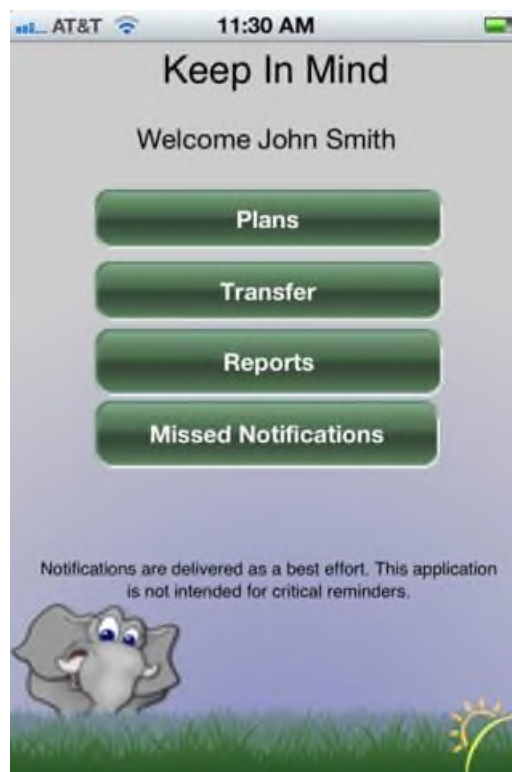 AT&T 11:30 AM
Keep In Mind
Welcome John Smith
Plans
Transfer
Reports
Missed Notifications
Notifications are delivered as a best effort. This application
is not intended for critical reminders.